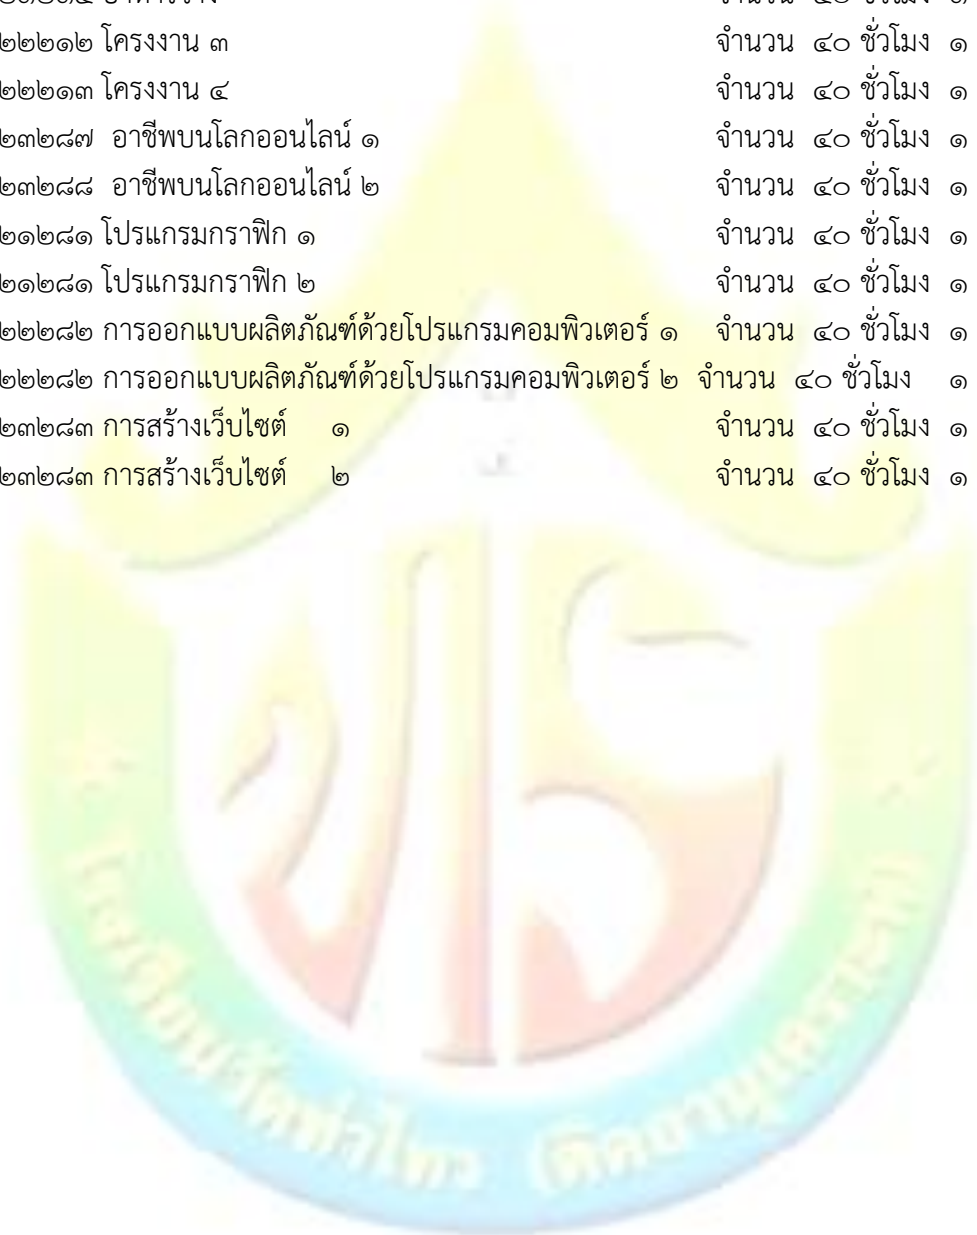 ๒๒๒๑๒ โครงงาน ๓ จำนวน ๔๐ ชั่วโมง ๑
๒๒๒๑๓ โครงงาน ๔ จำนวน ๔๐ ชั่วโมง ๑
๒๓๒๘๗ อาชีพบนโลกออนไลน์ ๑ จำนวน ๔๐ ชั่วโมง ๑
๒๓๒๘๘ อาชีพบนโลกออนไลน์ ๒ จำนวน ๔๐ ชั่วโมง ๑
๒๑๒๘๑ โปรแกรมกราฟิก ๑ จำนวน ๔๐ ชั่วโมง ๑
๒๑๒๘๑ โปรแกรมกราฟิก ๒ จำนวน ๔๐ ชั่วโมง ๑
๒๒๒๘๒ การออกแบบผลิตภัณฑ์ด้วยโปรแกรมคอมพิวเตอร์ ๑ จำนวน ๔๐ ชั่วโมง ๑
๒๒๒๘๒ การออกแบบผลิตภัณฑ์ด้วยโปรแกรมคอมพิวเตอร์ ๒ จำนวน ๔๐ ชั่วโมง ๑
๒๓๒๘๓ การสร้างเว็บไซต์ ๑ จำนวน ๔๐ ชั่วโมง ๑
๒๓๒๘๓ การสร้างเว็บไซต์ ๒ จำนวน ๔๐ ชั่วโมง ๑
โรงเรียนวัดท่าไทร